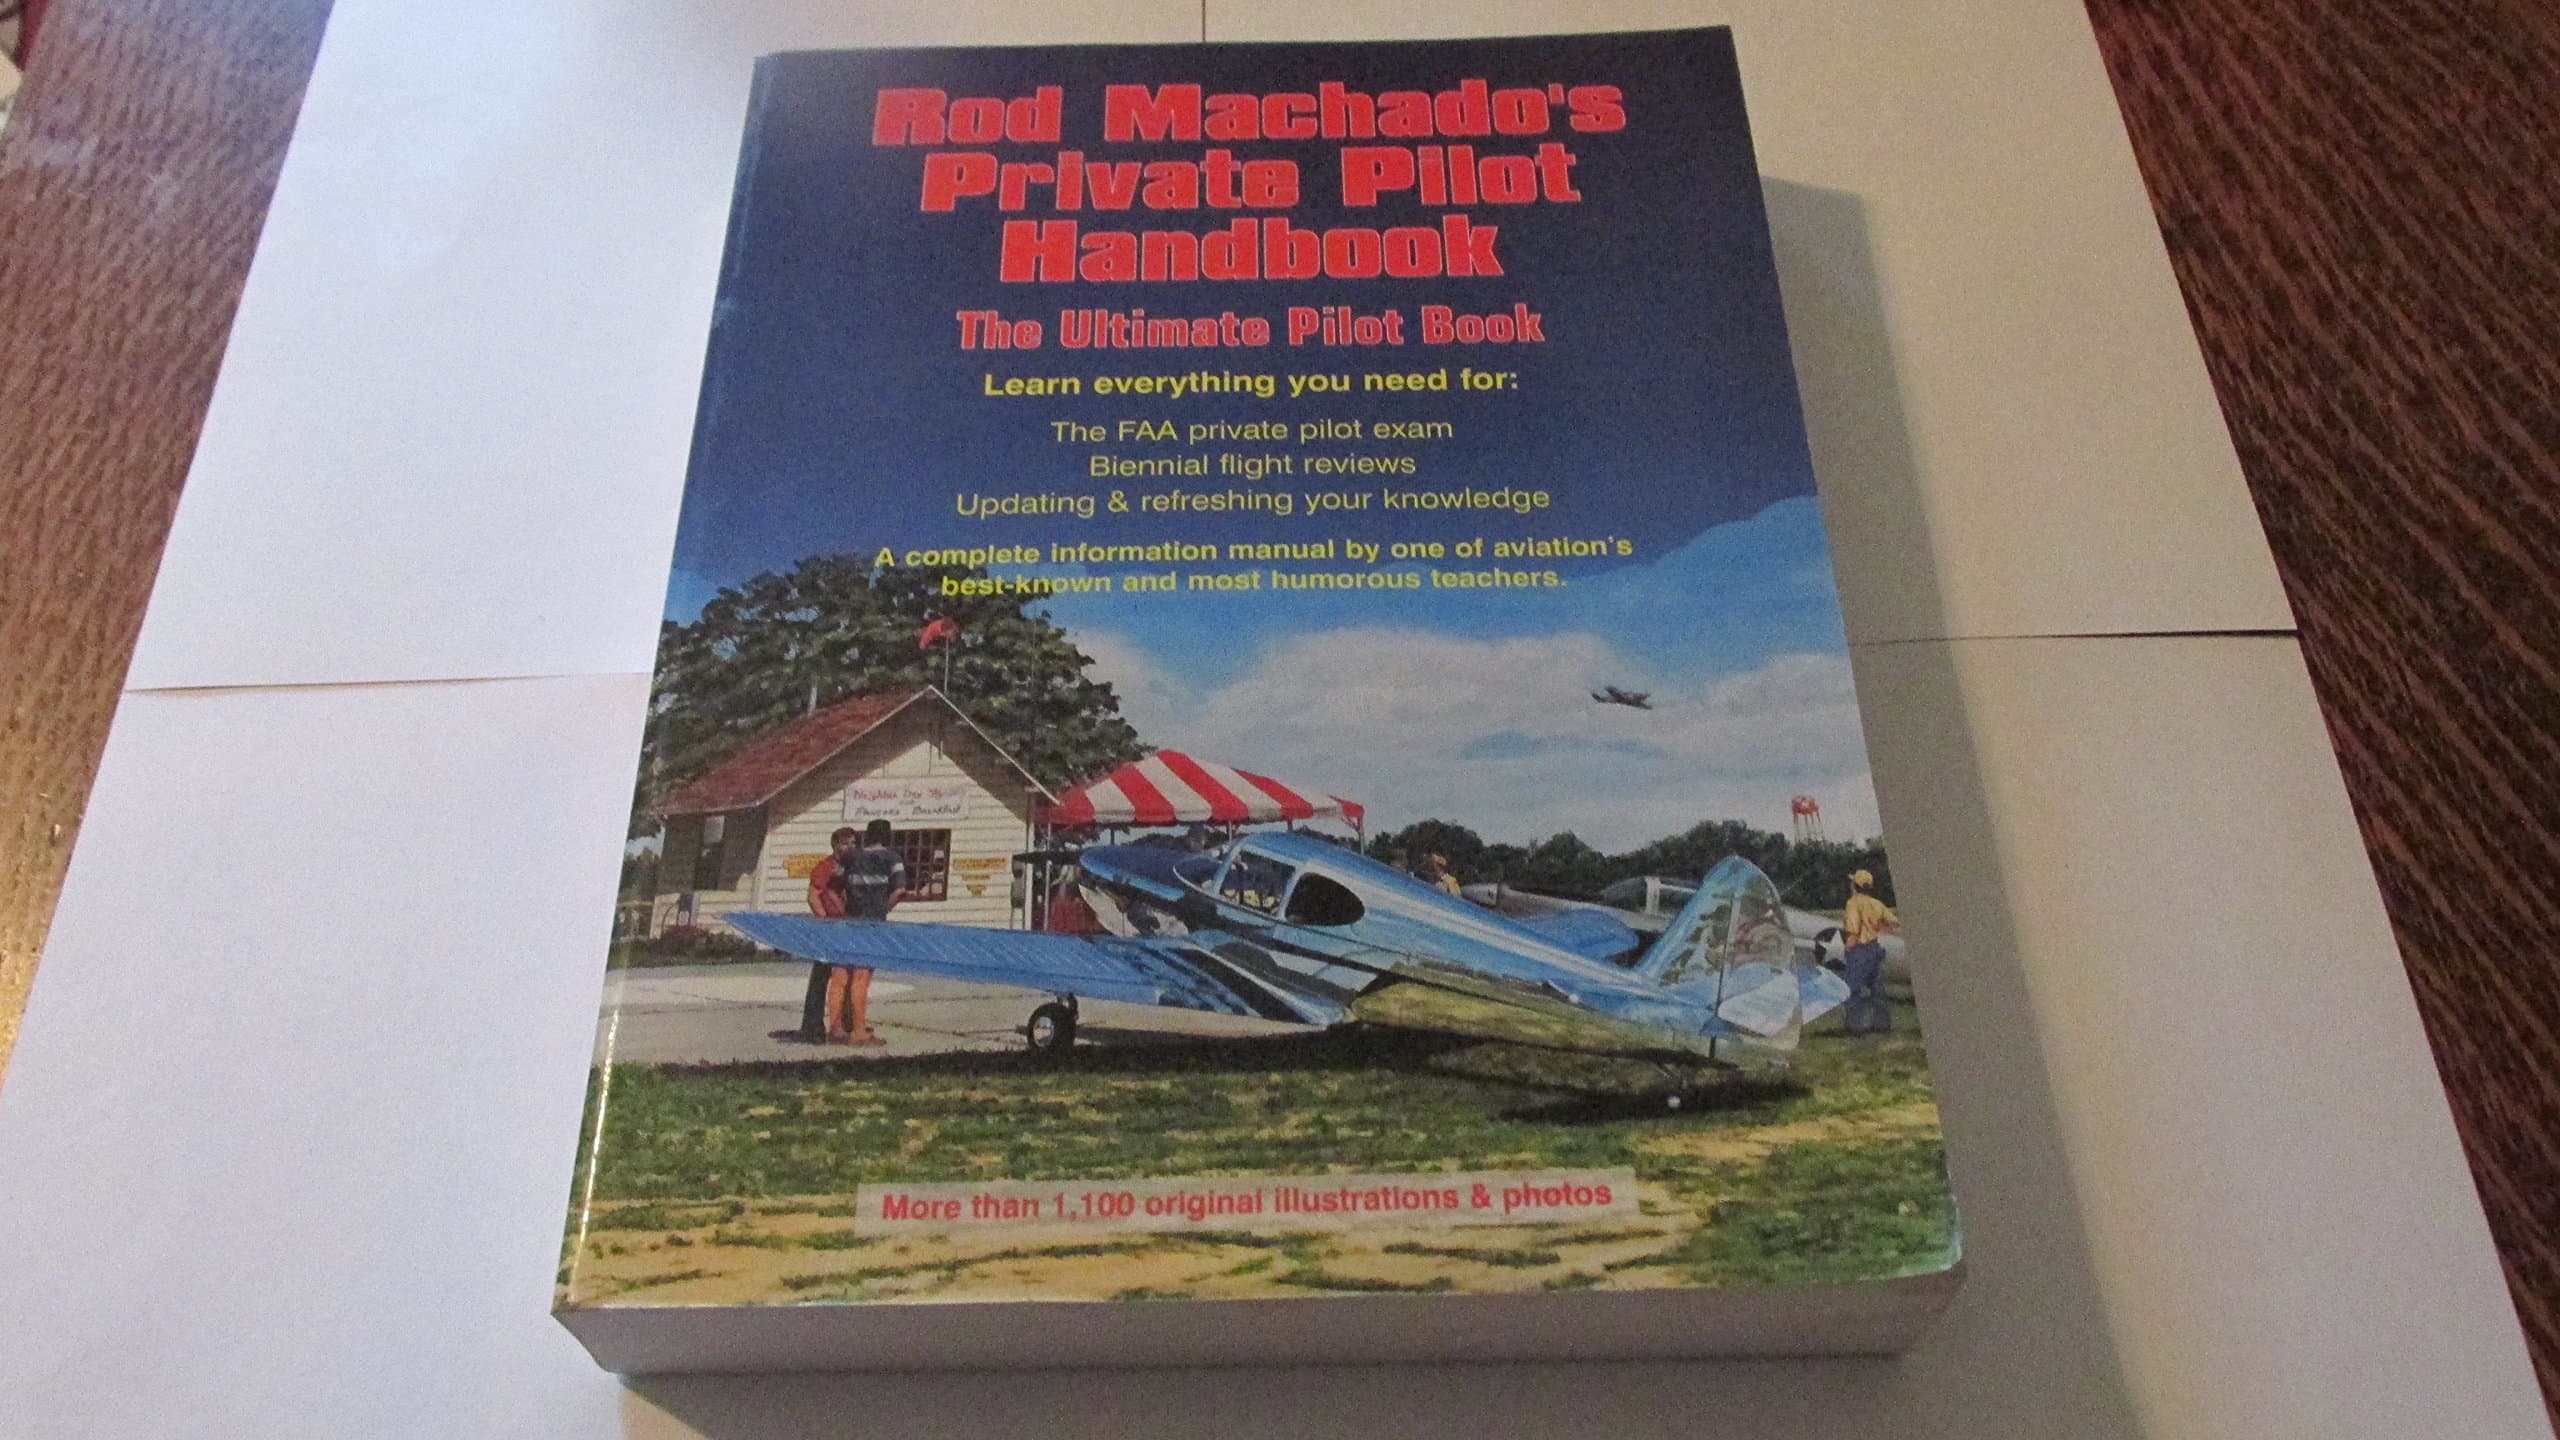 Rod Machado's
Private Pilot
Handbook
The Ultimate Pilot Book
Learn everything you need for:
The FAA private pilot exam
Biennial flight reviews
Updating & refreshing your knowledge
A complete information manual by one of aviation's
best-known and most humorous teachers.
Pancake Breakfast
More than 1,100 original illustrations & photos